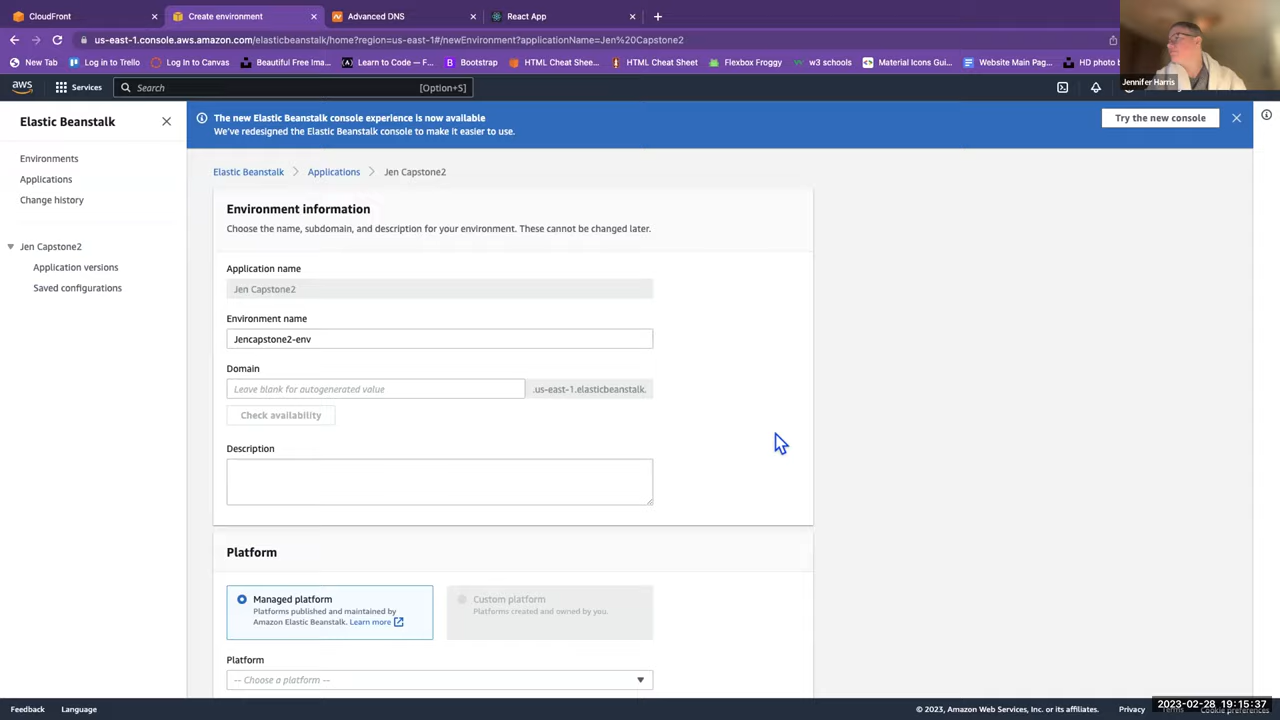 CloudFront
Create environment
Advanced DNS
React App
us-east-1.console.aws.amazon.com/elasticbeanstalk/home?region=us-east-1#/newEnvironment?applicationName=Jen%20Capstone2
New Tab
Log in to Trello
Log In to Canvas
Beautiful Free Ima...
Learn to Code — F...
Bootstrap
HTML Cheat Shee...
HTML Cheat Sheet
Flexbox Froggy
w3 schools
Material Icons Gui...
Website Main Pag...
HD photo b
Jennifer Harris
aws
Services
Search
[Option+S]
Elastic Beanstalk
Environments
Applications
Change history
Jen Capstone2
Application versions
Saved configurations
The new Elastic Beanstalk console experience is now available
We've redesigned the Elastic Beanstalk console to make it easier to use.
Try the new console
Elastic Beanstalk
Applications
Jen Capstone2
Environment information
Choose the name, subdomain, and description for your environment. These cannot be changed later.
Application name
Jen Capstone2
Environment name
Jencapstone2-env
Domain
Leave blank for autogenerated value
.us-east-1.elasticbeanstalk.
Check availability
Description
Platform
Managed platform
Platforms published and maintained by
Amazon Elastic Beanstalk. Learn more
Custom platform
Platforms created and owned by you.
Platform
-- Choose a platform --
Feedback
Language
© 2023, Amazon Web Services, Inc. or its affiliates.
Privacy
Terms
Cookie preferences
2023-02-28 19:15:37